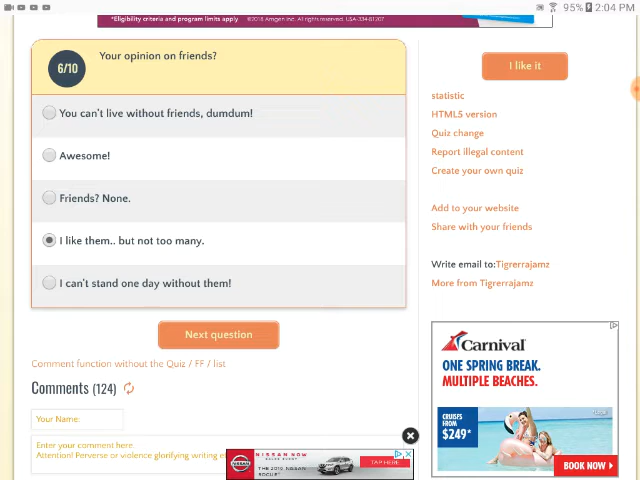 95% 2:04 PM
*Eligibility criteria and program limits apply ©2018 Amgen Inc. All rights reserved. USA-334-81207
6/10
Your opinion on friends?
You can't live without friends, dumdum!
Awesome!
Friends? None.
I like them.. but not too many.
I can't stand one day without them!
Next question
Comment function without the Quiz / FF / list
Comments (124)
Your Name:
Enter your comment here.
Attention! Perverse or violence glorifying writing
I like it
statistic
HTML5 version
Quiz change
Report illegal content
Create your own quiz
Add to your website
Share with your friends
Write email to:Tigrerrajamz
More from Tigrerrajamz
Carnival
ONE SPRING BREAK.
MULTIPLE BEACHES.
CRUISES
FROM
$249*
BOOK NOW
NISSAN NOW
THE 2019 NISSAN
ROGUE
TAP HERE